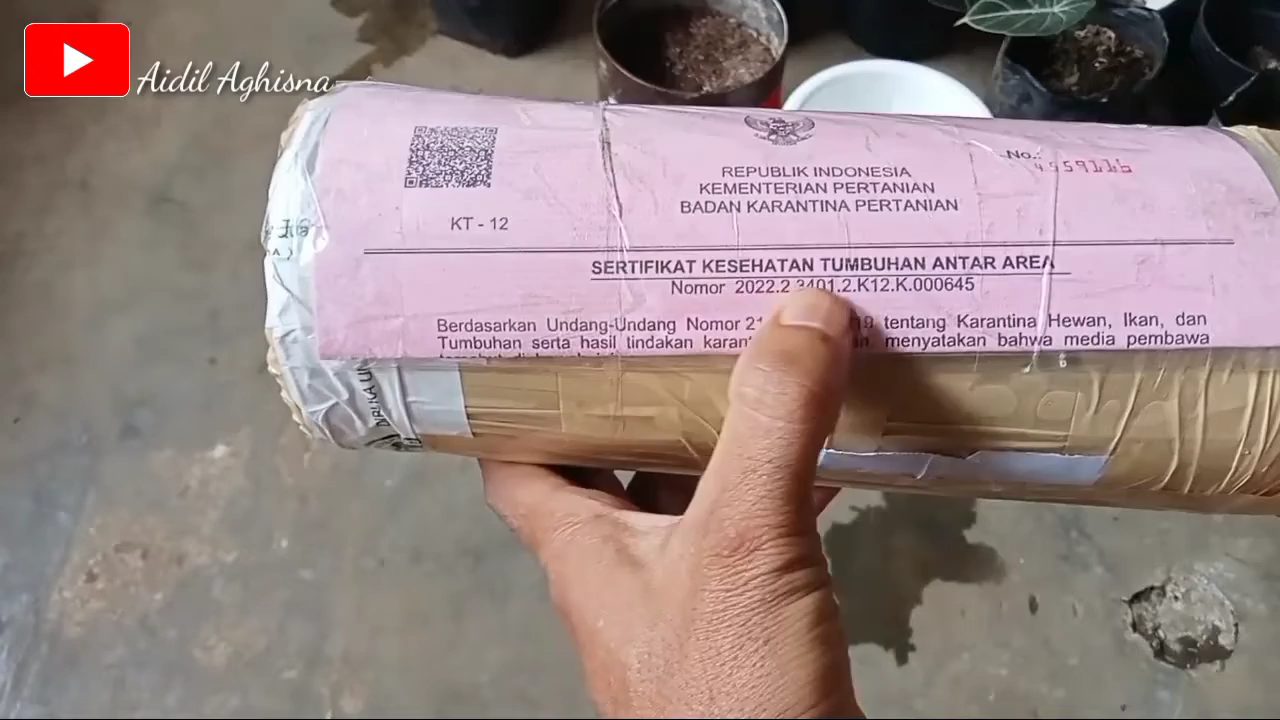 Aidil Aghisna
REPUBLIK INDONESIA
KEMENTERIAN PERTANIAN
BADAN KARANTINA PERTANIAN
No.:
4959116
KT - 12
SERTIFIKAT KESEHATAN TUMBUHAN ANTAR AREA
Nomor 2022.2.3401.2.K12.K.000645
Berdasarkan Undang-Undang Nomor 21 tentang Karantina Hewan, Ikan, dan
Tumbuhan serta hasil tindakan menyatakan bahwa media pembawa